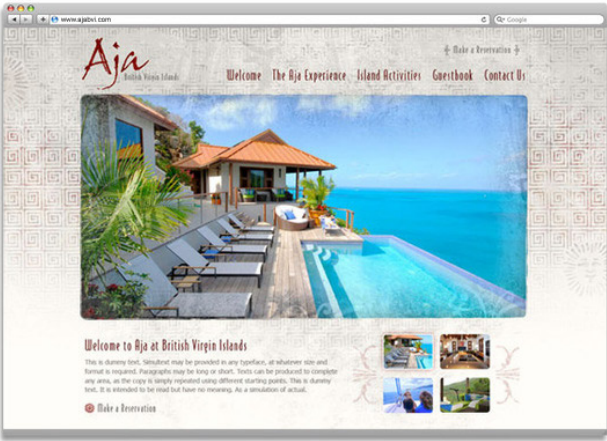 www.ajabvi.com
Google
Aja
British Virgin Islands
Make a Reservation
Welcome The Aja Experience Island Activities Guestbook Contact Us
Welcome to Aja at British Virgin Islands
This is dummy text. Simultext may be provided in any typeface, at whatever size and
format is required. Paragraphs may be long or short. Texts can be produced to complete
any area, as the copy is simply repeated using different starting points. This is dummy
text. It is intended to be read but have no meaning. As a simulation of actual.
Make a Reservation